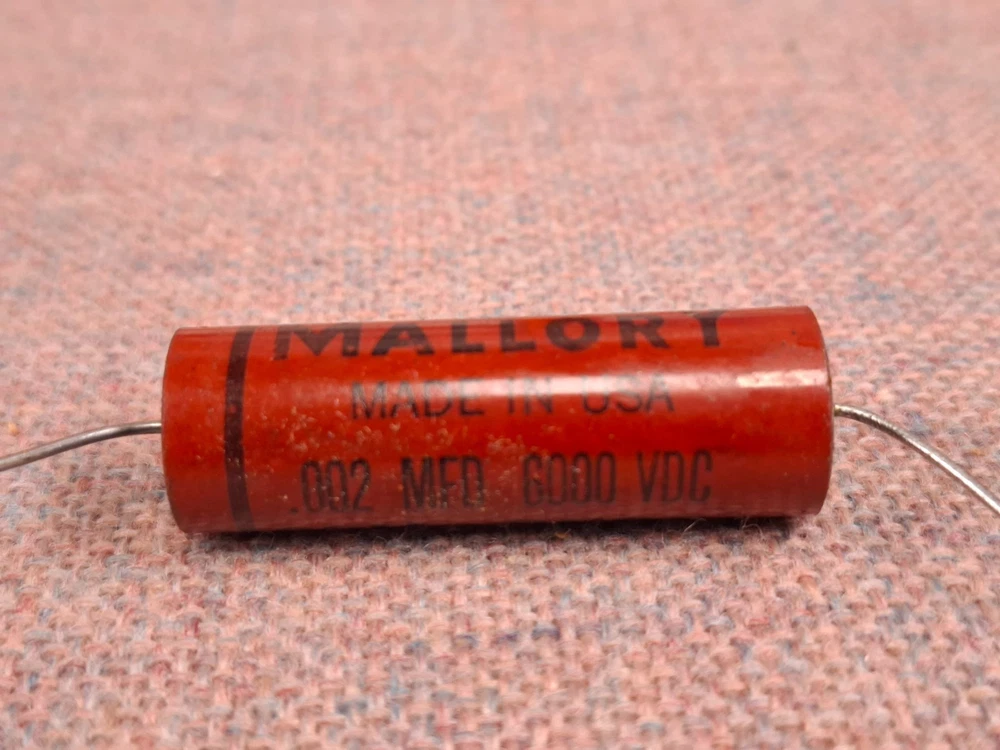 MALLORY
MADE IN USA
.002 MFD 6000 VDC